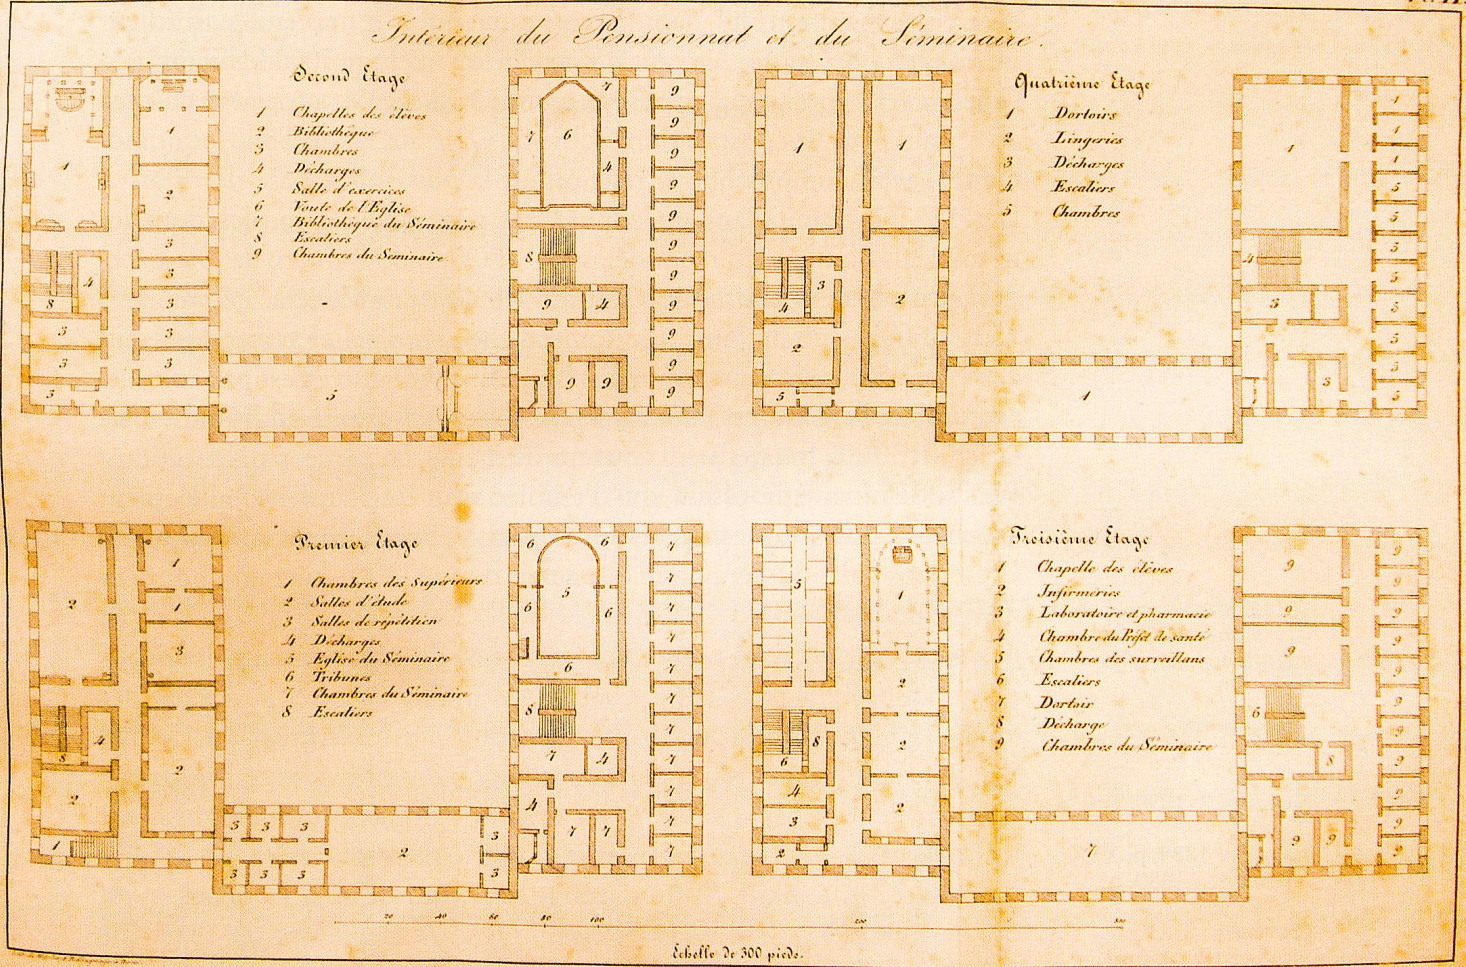 Intérieur du Pensionnat et du Séminaire.
Second Etage
1 Chapelles des élèves
2 Bibliothèque
3 Chambres
4 Décharges
5 Salle d'exercices
6 Voute de l'Eglise
7 Bibliothèque du Séminaire
8 Escaliers
9 Chambres du Seminaire
Quatrième Etage
1 Dortoirs
2 Lingeries
3 Décharges
4 Escaliers
5 Chambres
Premier Etage
1 Chambres des Supérieurs
2 Salles d'étude
3 Salles de répétition
4 Décharges
5 Eglise du Séminaire
6 Tribunes
7 Chambres du Séminaire
8 Escaliers
Troisième Etage
1 Chapelle des élèves
2 Infirmeries
3 Laboratoire et pharmacie
4 Chambre du Préfet de santé
5 Chambres des surveillans
6 Escaliers
7 Dortoir
8 Décharge
9 Chambres du Séminaire
20 40 60 80 100 200 300
Echelle de 300 pieds.